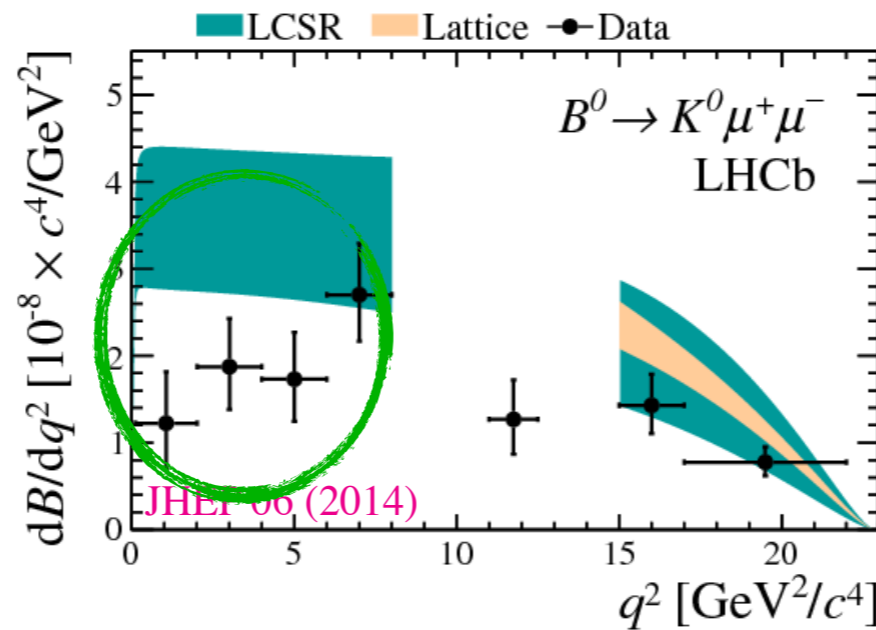 LCSR Lattice Data
dB/dq² [10⁻⁸ × c⁴/GeV²]
5
4
3
2
1
0
B⁰ → K⁰μ⁺μ⁻
LHCb
JHEP 06 (2014)
0 5 10 15 20
q² [GeV²/c⁴]